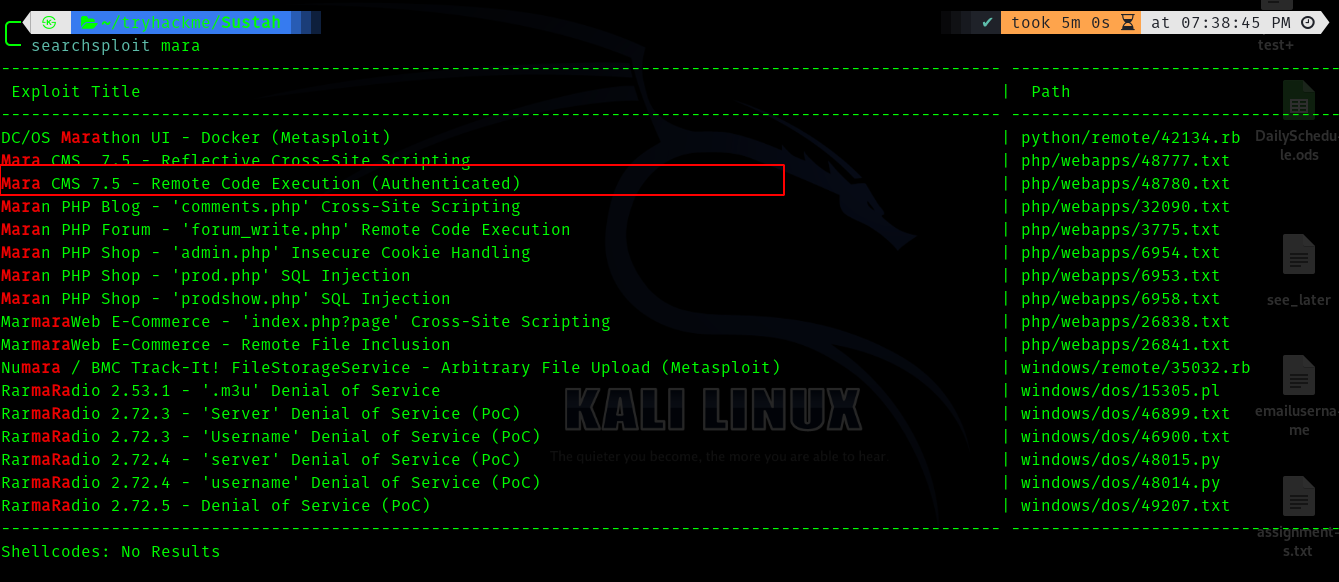 ~/tryhackme/Sustah
✔ took 5m 0s at 07:38:45 PM
searchsploit mara
test+
---------------------------------------------------------------------------------------------------- ---------------------------------
Exploit Title | Path
---------------------------------------------------------------------------------------------------- ---------------------------------
DC/OS Marathon UI - Docker (Metasploit) | python/remote/42134.rb
Mara CMS  7.5 - Reflective Cross-Site Scripting | php/webapps/48777.txt
Mara CMS 7.5 - Remote Code Execution (Authenticated) | php/webapps/48780.txt
Maran PHP Blog - 'comments.php' Cross-Site Scripting | php/webapps/32090.txt
Maran PHP Forum - 'forum_write.php' Remote Code Execution | php/webapps/3775.txt
Maran PHP Shop - 'admin.php' Insecure Cookie Handling | php/webapps/6954.txt
Maran PHP Shop - 'prod.php' SQL Injection | php/webapps/6953.txt
Maran PHP Shop - 'prodshow.php' SQL Injection | php/webapps/6958.txt
MarmaraWeb E-Commerce - 'index.php?page' Cross-Site Scripting | php/webapps/26838.txt
MarmaraWeb E-Commerce - Remote File Inclusion | php/webapps/26841.txt
Numara / BMC Track-It! FileStorageService - Arbitrary File Upload (Metasploit) | windows/remote/35032.rb
RarmaRadio 2.53.1 - '.m3u' Denial of Service | windows/dos/15305.pl
RarmaRadio 2.72.3 - 'Server' Denial of Service (PoC) | windows/dos/46899.txt
RarmaRadio 2.72.3 - 'Username' Denial of Service (PoC) | windows/dos/46900.txt
RarmaRadio 2.72.4 - 'server' Denial of Service (PoC) | windows/dos/48015.py
RarmaRadio 2.72.4 - 'username' Denial of Service (PoC) | windows/dos/48014.py
RarmaRadio 2.72.5 - Denial of Service (PoC) | windows/dos/49207.txt
---------------------------------------------------------------------------------------------------- ---------------------------------
Shellcodes: No Results
DailySchedu
le.ods
see_later
emailuserna
me
assignment-
s.txt
KALI LINUX
The quieter you become, the more you are able to hear.